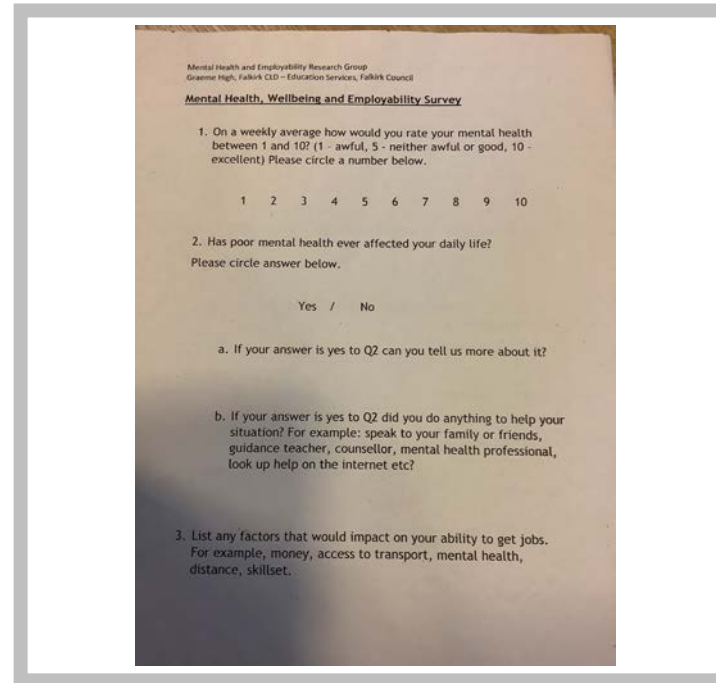 Mental Health and Employability Research Group
Graeme High, Falkirk CLD – Education Services, Falkirk Council
Mental Health, Wellbeing and Employability Survey
1. On a weekly average how would you rate your mental health
between 1 and 10? (1 - awful, 5 - neither awful or good, 10 -
excellent) Please circle a number below.
1 2 3 4 5 6 7 8 9 10
2. Has poor mental health ever affected your daily life?
Please circle answer below.
Yes / No
a. If your answer is yes to Q2 can you tell us more about it?
b. If your answer is yes to Q2 did you do anything to help your
situation? For example: speak to your family or friends,
guidance teacher, counsellor, mental health professional,
look up help on the internet etc?
3. List any factors that would impact on your ability to get jobs.
For example, money, access to transport, mental health,
distance, skillset.